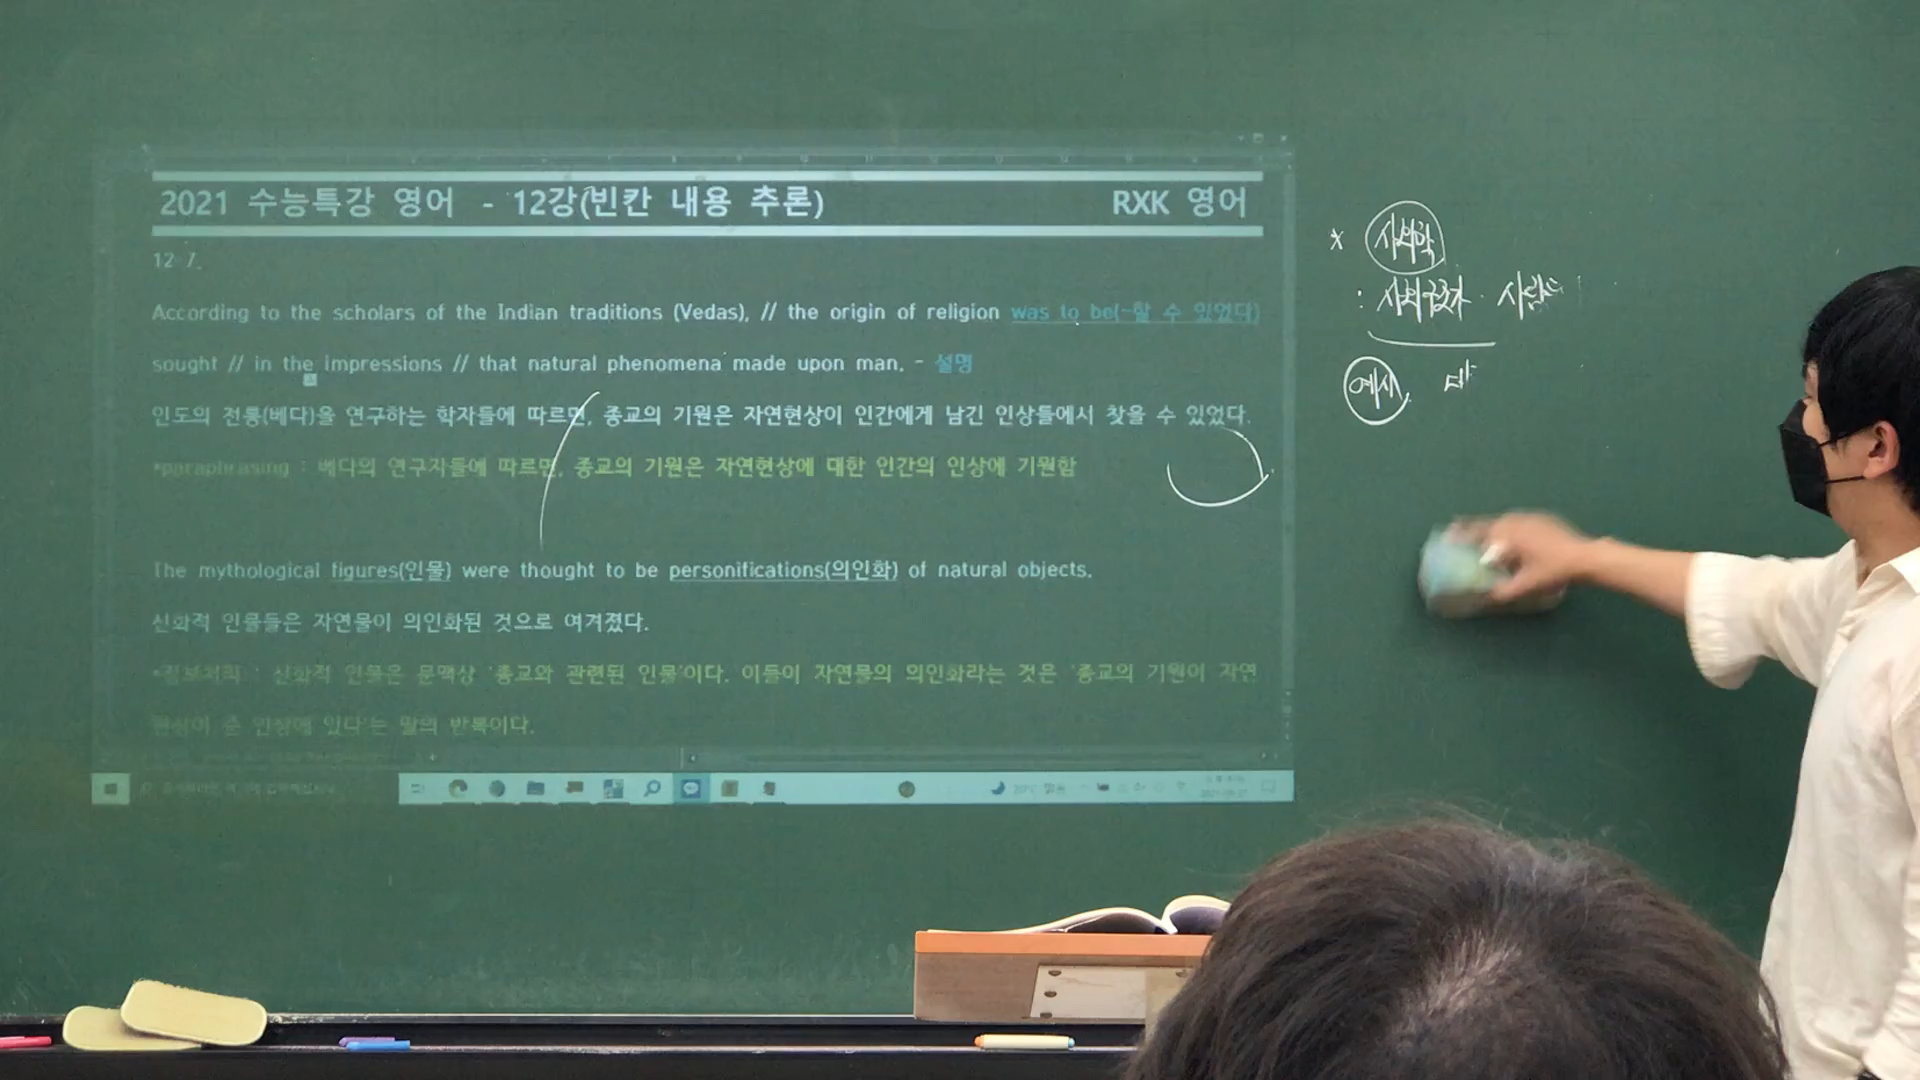 2021 수능특강 영어 - 12강(빈칸 내용 추론) RXK 영어
12-7.
According to the scholars of the Indian traditions (Vedas), // the origin of religion was to be(~할 수 있었다)
sought // in the impressions // that natural phenomena made upon man. - 설명
인도의 전통(베다)을 연구하는 학자들에 따르면, 종교의 기원은 자연현상이 인간에게 남긴 인상들에서 찾을 수 있었다.
*paraphrasing : 베다의 연구자들에 따르면, 종교의 기원은 자연현상에 대한 인간의 인상에 기원함
The mythological figures(인물) were thought to be personifications(의인화) of natural objects.
신화적 인물들은 자연물이 의인화된 것으로 여겨졌다.
*정보처리 : 신화적 인물은 문맥상 '종교와 관련된 인물'이다. 이들이 자연물의 의인화라는 것은 '종교의 기원이 자연
현상이 준 인상에 있다'는 말의 반복이다.
* 사회학
: 사회구조가
예시